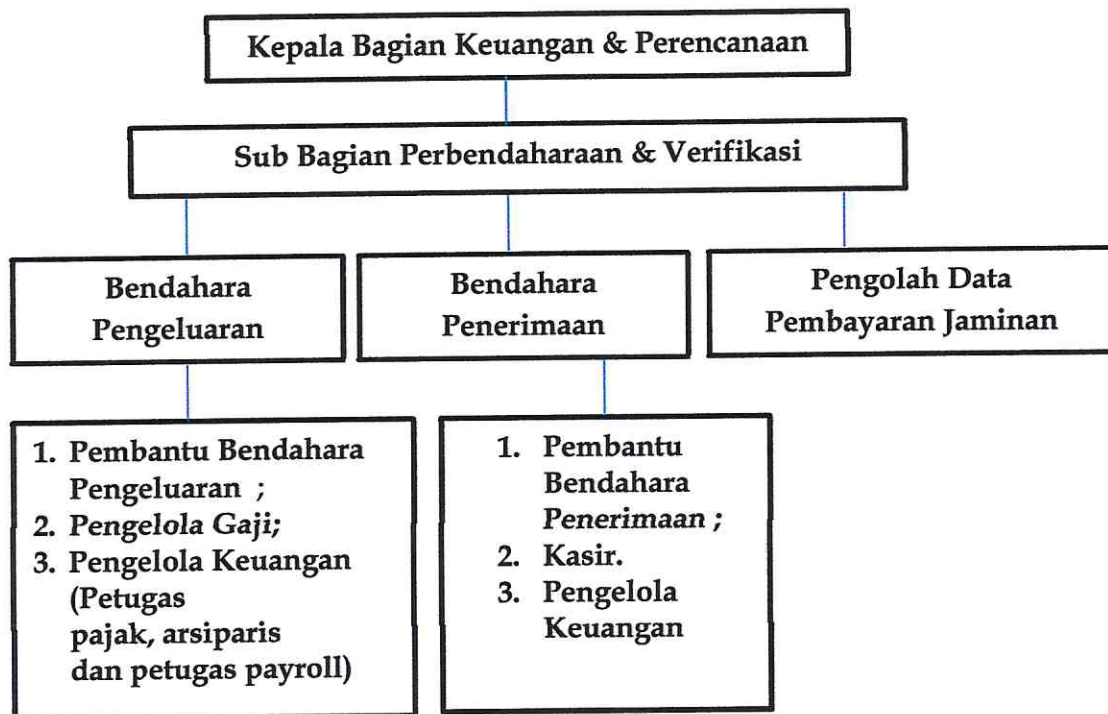 Kepala Bagian Keuangan & Perencanaan
Sub Bagian Perbendaharaan & Verifikasi
Bendahara
Pengeluaran
Bendahara
Penerimaan
Pengolah Data
Pembayaran Jaminan
1. Pembantu Bendahara
Pengeluaran ;
2. Pengelola Gaji;
3. Pengelola Keuangan
(Petugas
pajak, arsiparis
dan petugas payroll)
1. Pembantu
Bendahara
Penerimaan ;
2. Kasir.
3. Pengelola
Keuangan